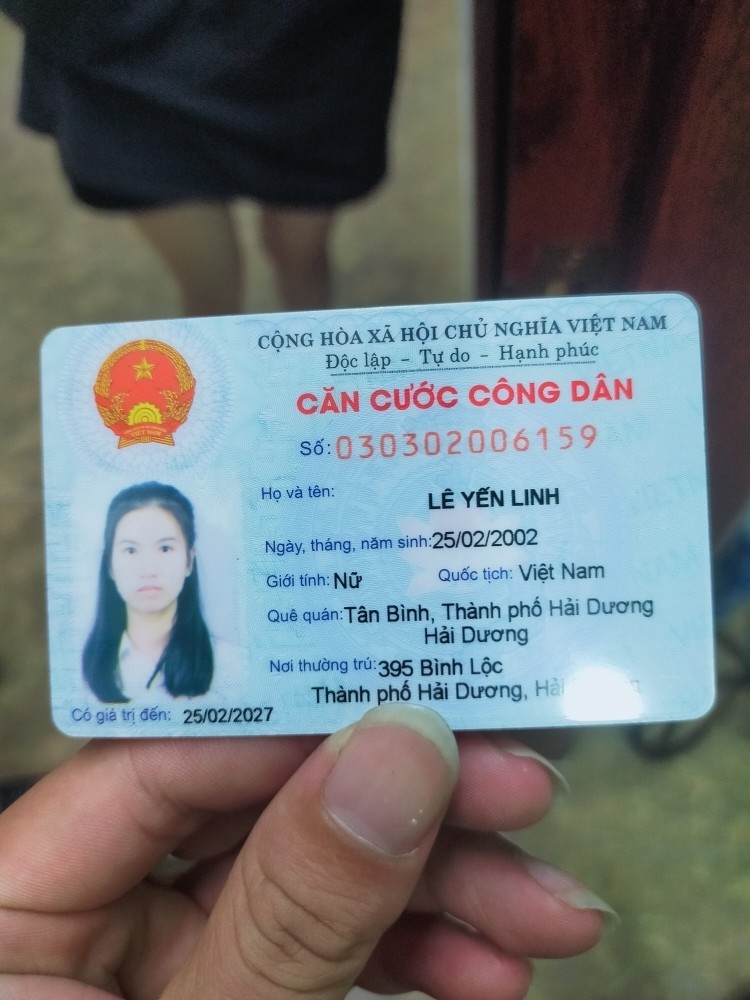 CỘNG HÒA XÃ HỘI CHỦ NGHĨA VIỆT NAM
Độc lập - Tự do - Hạnh phúc
CĂN CƯỚC CÔNG DÂN
VIỆT NAM
Số: 030302006159
Họ và tên: LÊ YẾN LINH
Ngày, tháng, năm sinh: 25/02/2002
Giới tính: Nữ Quốc tịch: Việt Nam
Quê quán: Tân Bình, Thành phố Hải Dương
Hải Dương
Nơi thường trú: 395 Bình Lộc
Thành phố Hải Dương,
Có giá trị đến: 25/02/2027